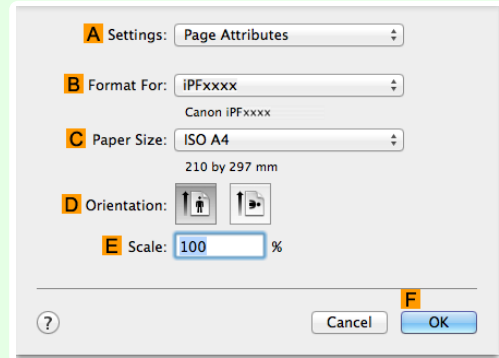 A Settings: Page Attributes
B Format For: iPFxxxx
Canon iPFxxxx
C Paper Size: ISO A4
210 by 297 mm
D Orientation:
E Scale: 100 %
F
? Cancel OK